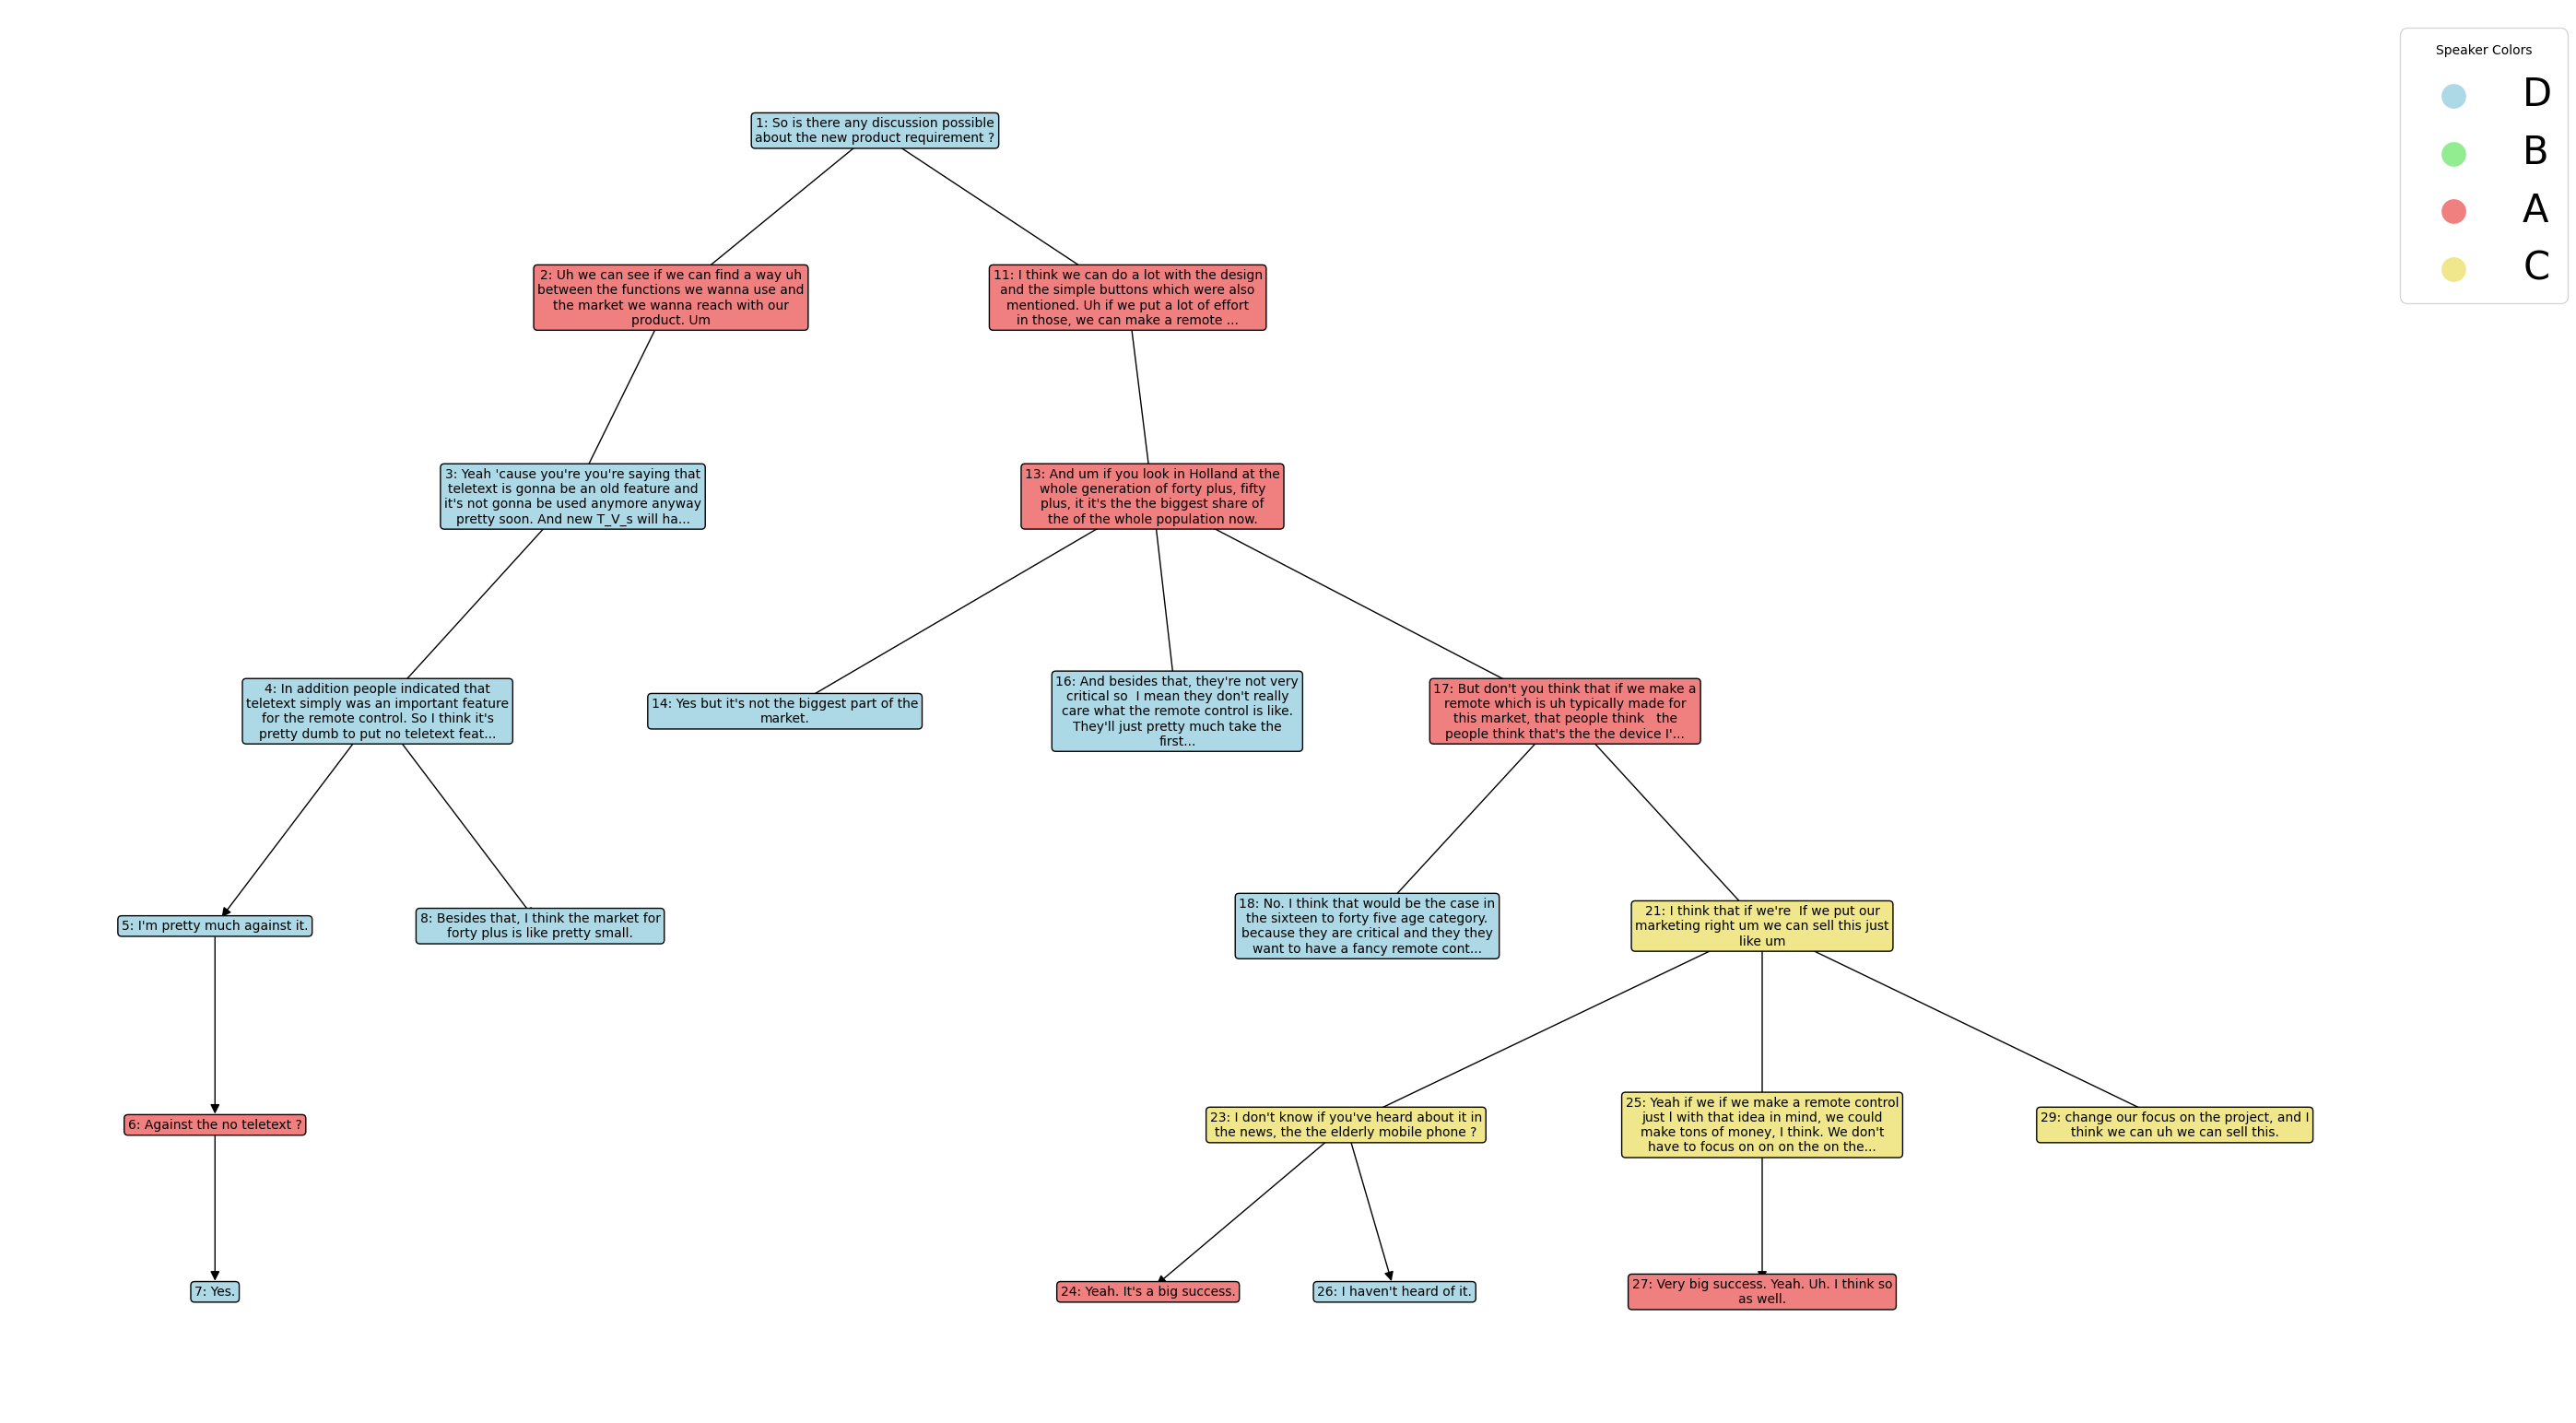 Speaker Colors
D
B
A
C
1: So is there any discussion possible
about the new product requirement ?
2: Uh we can see if we can find a way uh
between the functions we wanna use and
the market we wanna reach with our
product. Um
11: I think we can do a lot with the design
and the simple buttons which were also
mentioned. Uh if we put a lot of effort
in those, we can make a remote ...
3: Yeah 'cause you're you're saying that
teletext is gonna be an old feature and
it's not gonna be used anymore anyway
pretty soon. And new T_V_s will ha...
13: And um if you look in Holland at the
whole generation of forty plus, fifty
plus, it it's the the biggest share of
the of the whole population now.
4: In addition people indicated that
teletext simply was an important feature
for the remote control. So I think it's
pretty dumb to put no teletext feat...
14: Yes but it's not the biggest part of the
market.
16: And besides that, they're not very
critical so  I mean they don't really
care what the remote control is like.
They'll just pretty much take the
first...
17: But don't you think that if we make a
remote which is uh typically made for
this market, that people think   the
people think that's the the device I'...
5: I'm pretty much against it.
8: Besides that, I think the market for
forty plus is like pretty small.
18: No. I think that would be the case in
the sixteen to forty five age category.
because they are critical and they they
want to have a fancy remote cont...
21: I think that if we're  If we put our
marketing right um we can sell this just
like um
6: Against the no teletext ?
23: I don't know if you've heard about it in
the news, the the elderly mobile phone ?
25: Yeah if we if we make a remote control
just l with that idea in mind, we could
make tons of money, I think. We don't
have to focus on on on the on the...
29: change our focus on the project, and I
think we can uh we can sell this.
7: Yes.
24: Yeah. It's a big success.
26: I haven't heard of it.
27: Very big success. Yeah. Uh. I think so
as well.